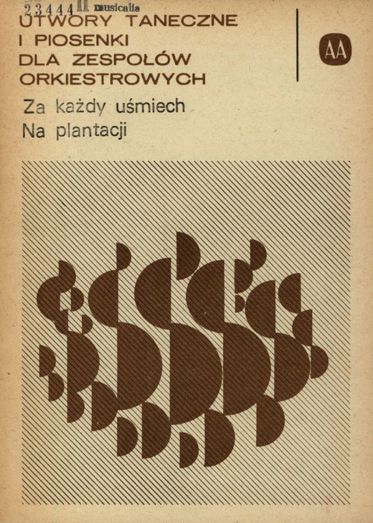 23444 II musicalia
UTWORY TANECZNE
I PIOSENKI
DLA ZESPOŁÓW
ORKIESTROWYCH
AA
Za każdy uśmiech
Na plantacji